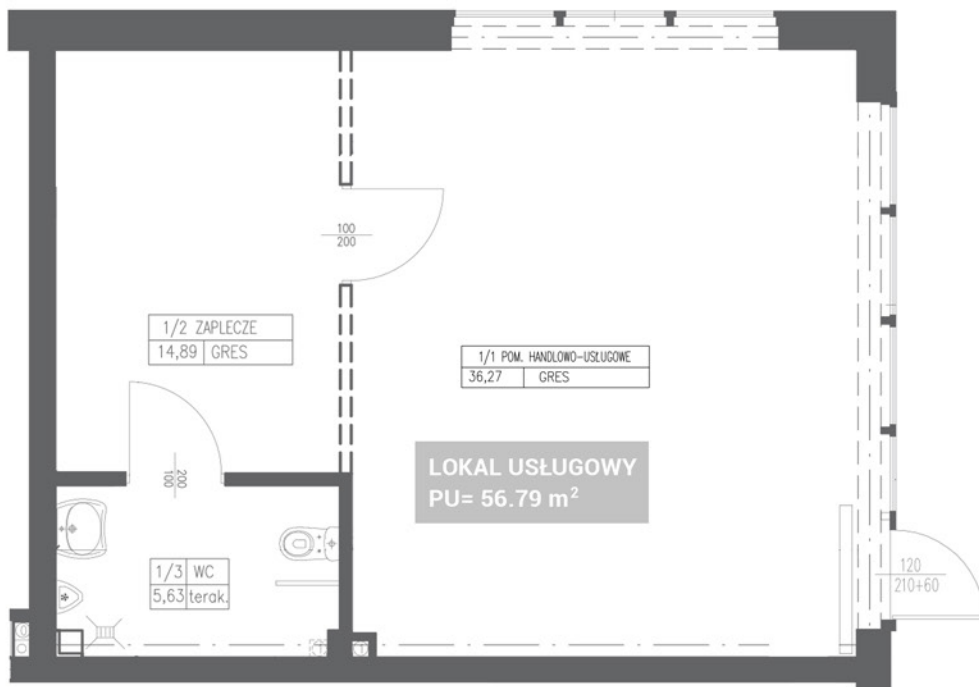 100
200
1/2 ZAPLECZE
14,89 GRES
1/1 POM. HANDLOWO-USŁUGOWE
36,27 GRES
LOKAL USŁUGOWY
PU= 56.79 m²
200
100
1/3 WC
5,63 terak.
120
210+60